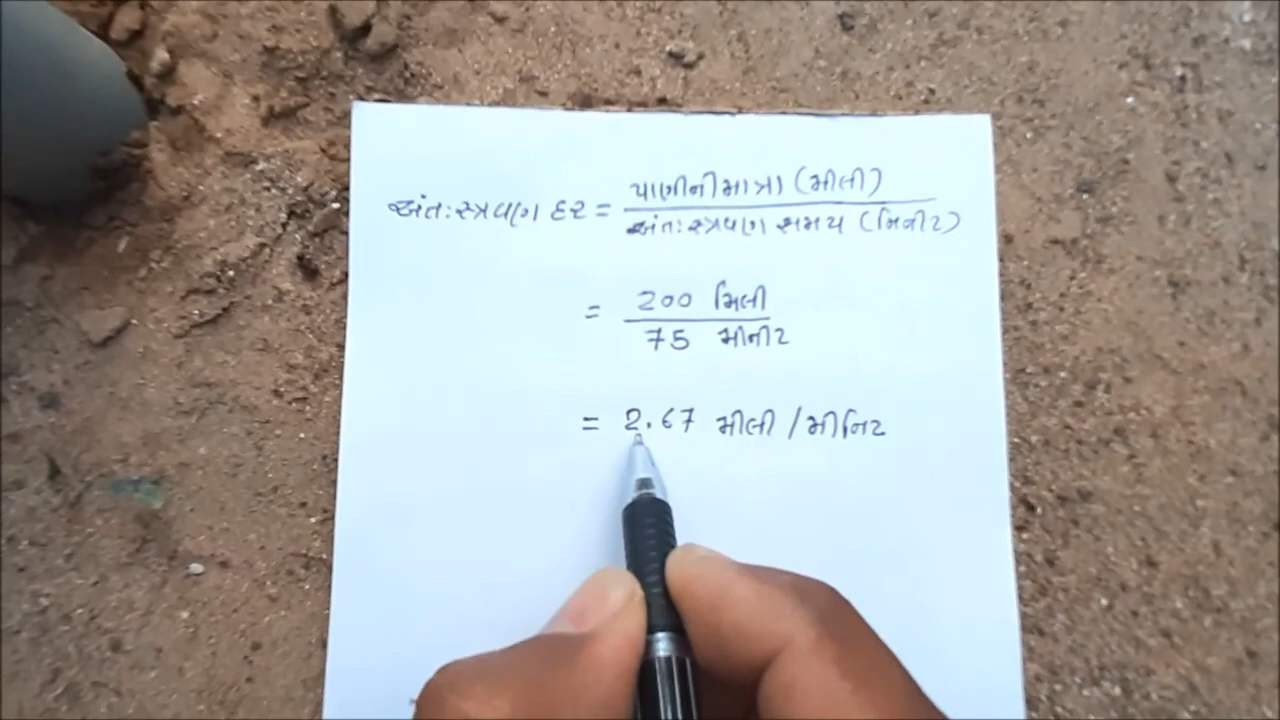 અંતઃસ્ત્રવણ દર = પાણીની માત્રા (મીલી)
અંતઃસ્ત્રવણ સમય (મિનીટ)
= 200 મિલી
75 મીનીટ
= 2.67 મીલી / મીનિટ